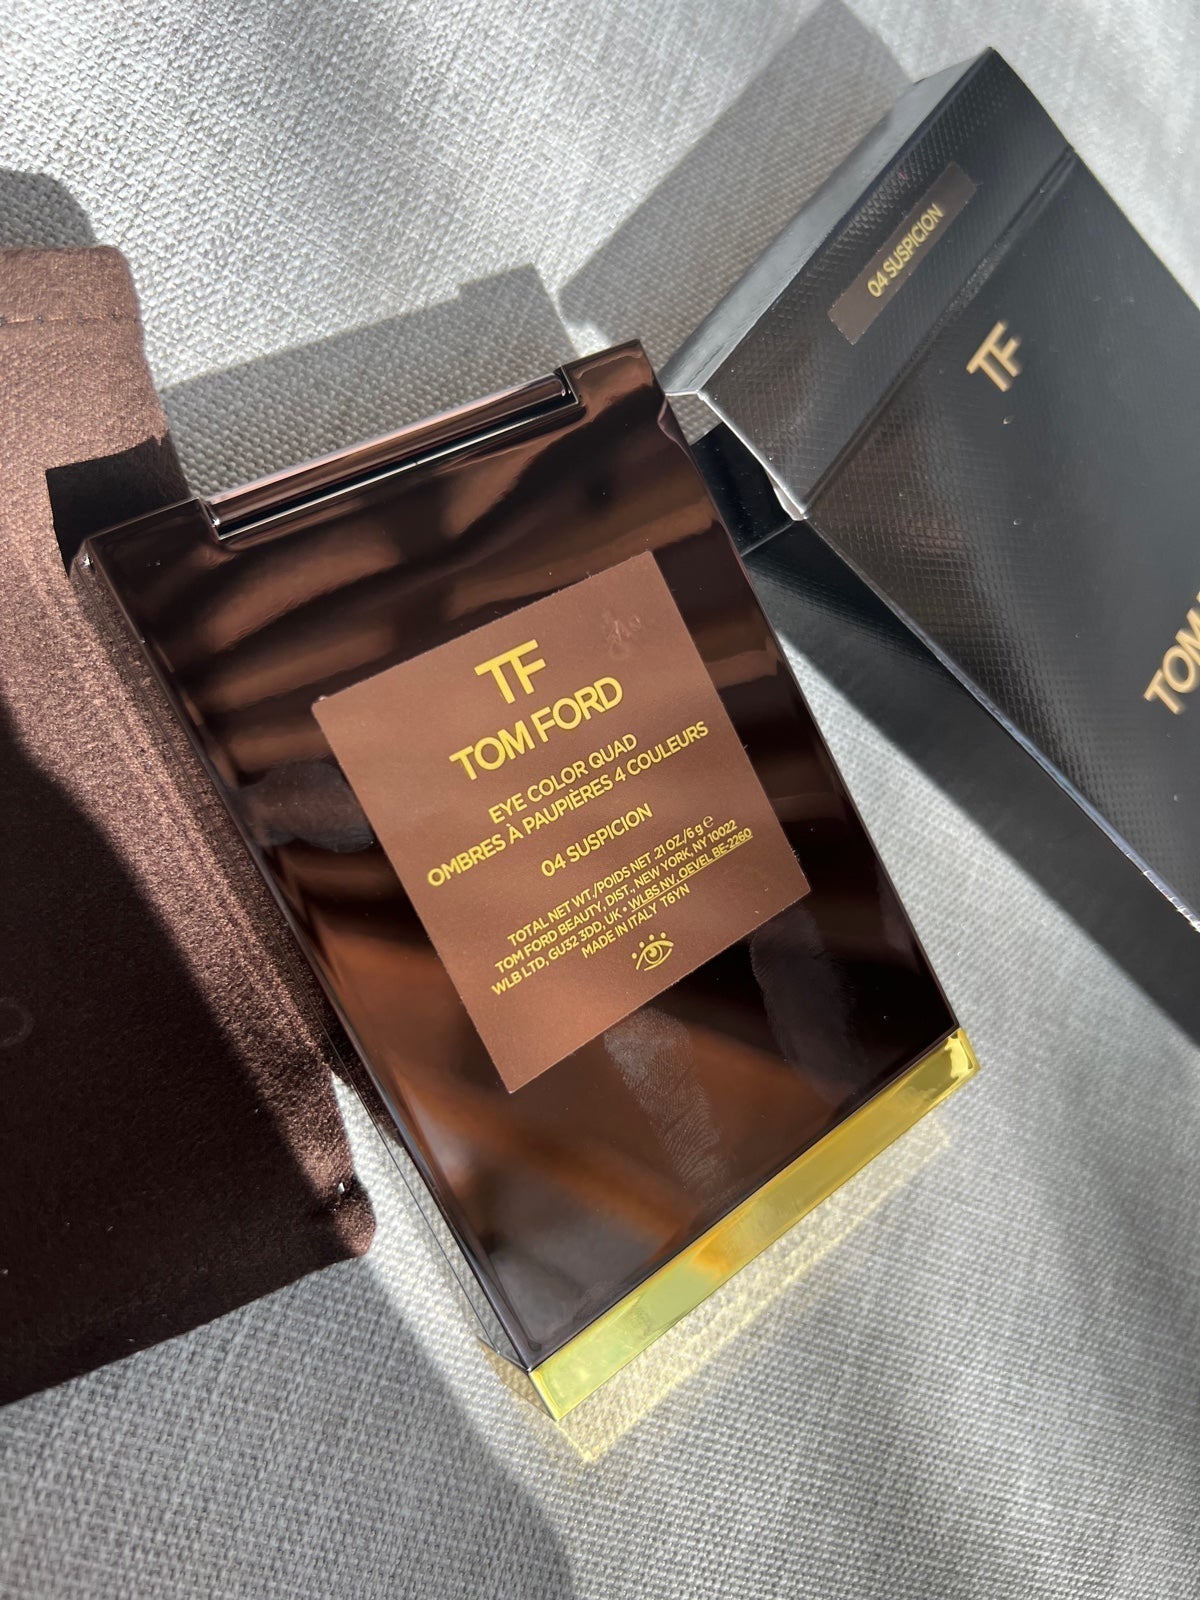 04 SUSPICION
TF
TOM
TF
TOM FORD
EYE COLOR QUAD
OMBRES À PAUPIÈRES 4 COULEURS
04 SUSPICION
TOTAL NET WT./POIDS NET .21 OZ./6 g ℮
TOM FORD BEAUTY, DIST., NEW YORK, NY 10022
WLB LTD, GU32 3DD, UK • WLBS NV. OEVEL BE-2260
MADE IN ITALY T6YN